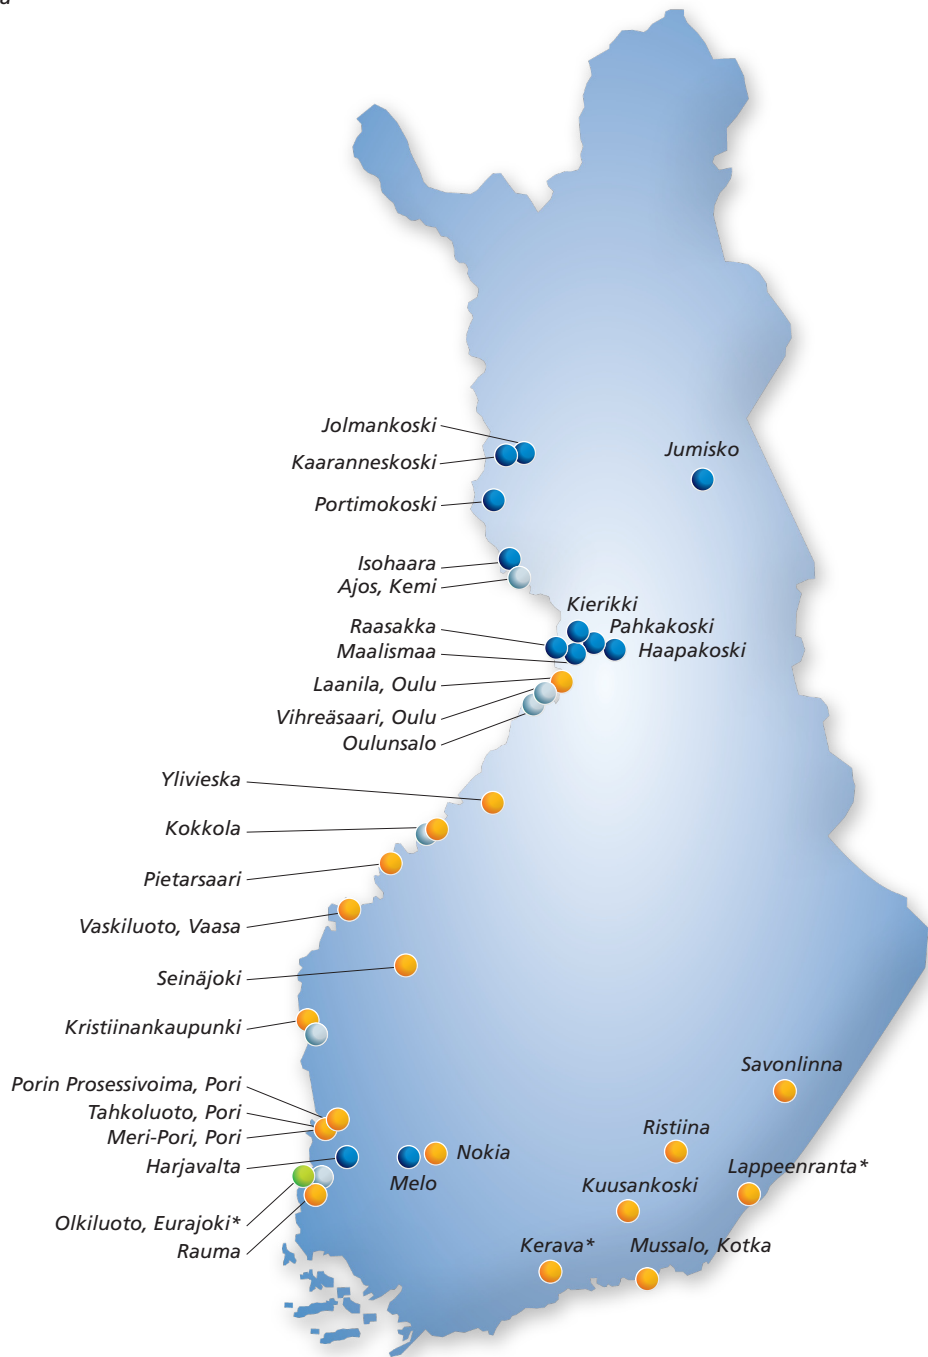 Jolmankoski
Kaaranneskoski
Jumisko
Portimokoski
Isohaara
Ajos, Kemi
Kierikki
Raasakka
Pahkakoski
Maalismaa
Haapakoski
Laanila, Oulu
Vihreäsaari, Oulu
Oulunsalo
Ylivieska
Kokkola
Pietarsaari
Vaskiluoto, Vaasa
Seinäjoki
Kristiinankaupunki
Savonlinna
Porin Prosessivoima, Pori
Tahkoluoto, Pori
Ristiina
Meri-Pori, Pori
Nokia
Harjavalta
Lappeenranta*
Melo
Kuusankoski
Olkiluoto, Eurajoki*
Rauma
Kerava*
Mussalo, Kotka